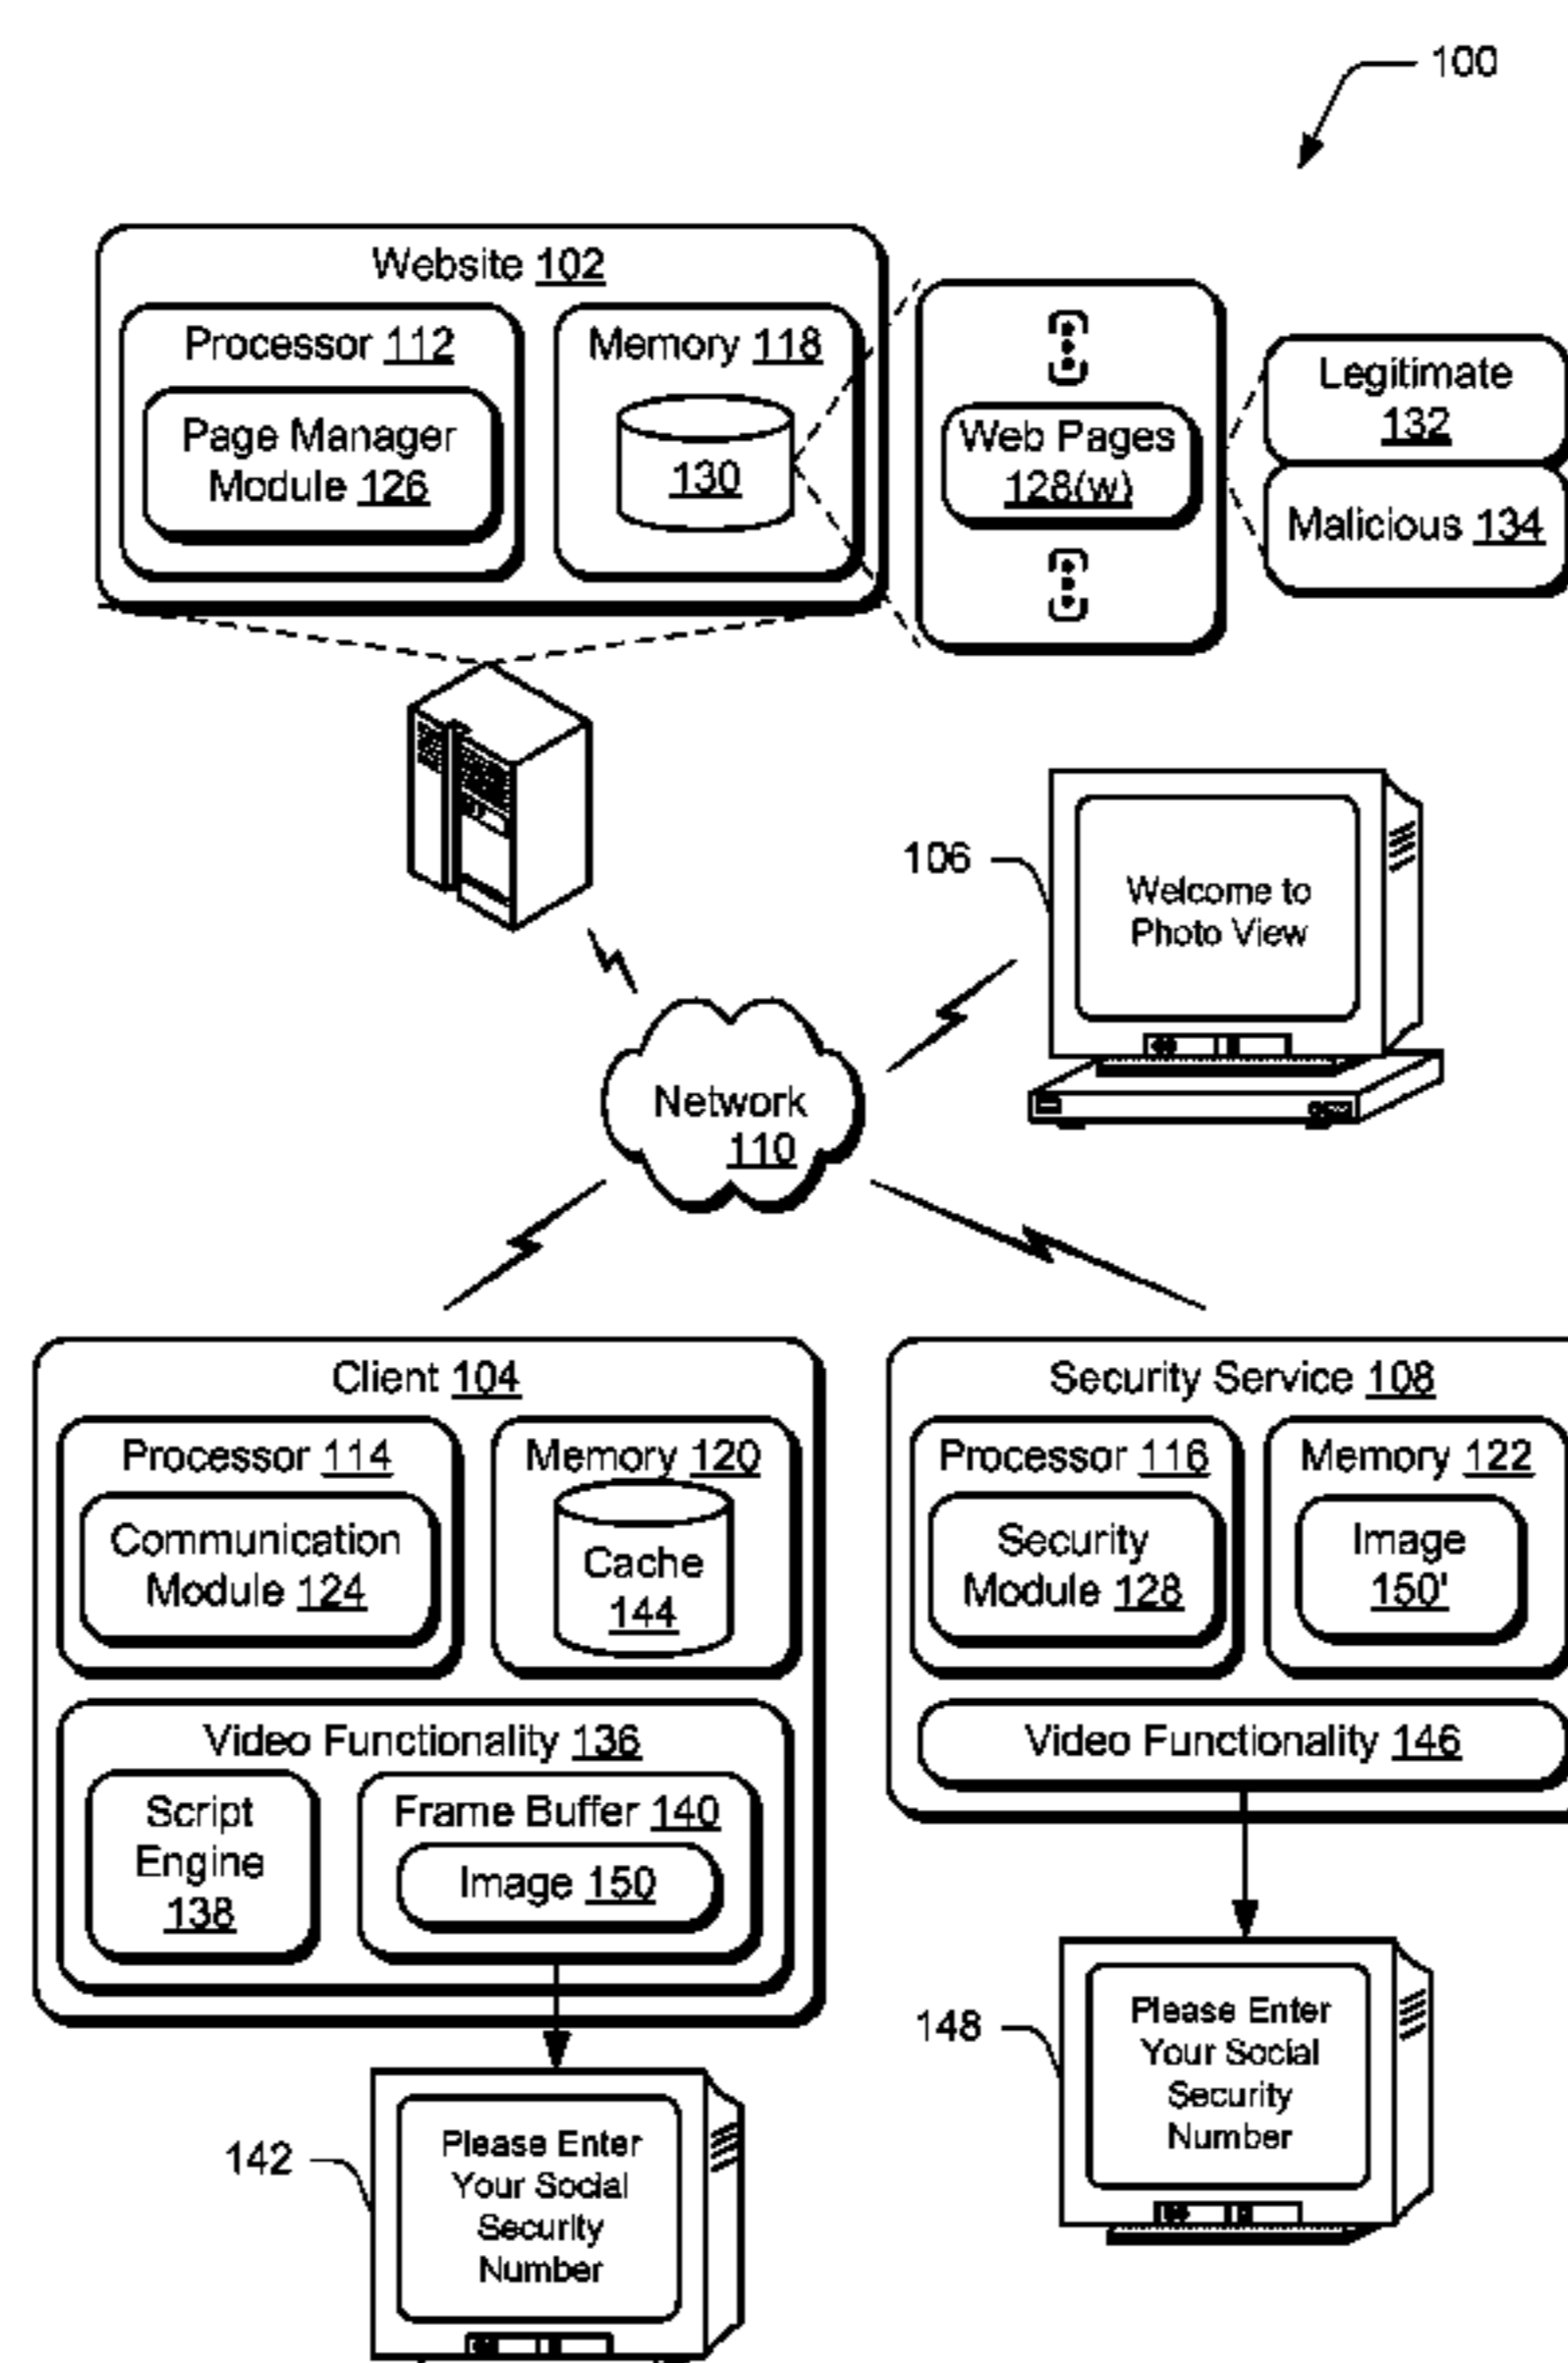 100
Website 102
Processor 112
Page Manager
Module 126
Memory 118
130
Web Pages
128(w)
Legitimate
132
Malicious 134
106
Welcome to
Photo View
Network
110
Client 104
Processor 114
Communication
Module 124
Memory 120
Cache
144
Video Functionality 136
Script
Engine
138
Frame Buffer 140
Image 150
142
Please Enter
Your Social
Security
Number
Security Service 108
Processor 116
Security
Module 128
Memory 122
Image
150'
Video Functionality 146
148
Please Enter
Your Social
Security
Number